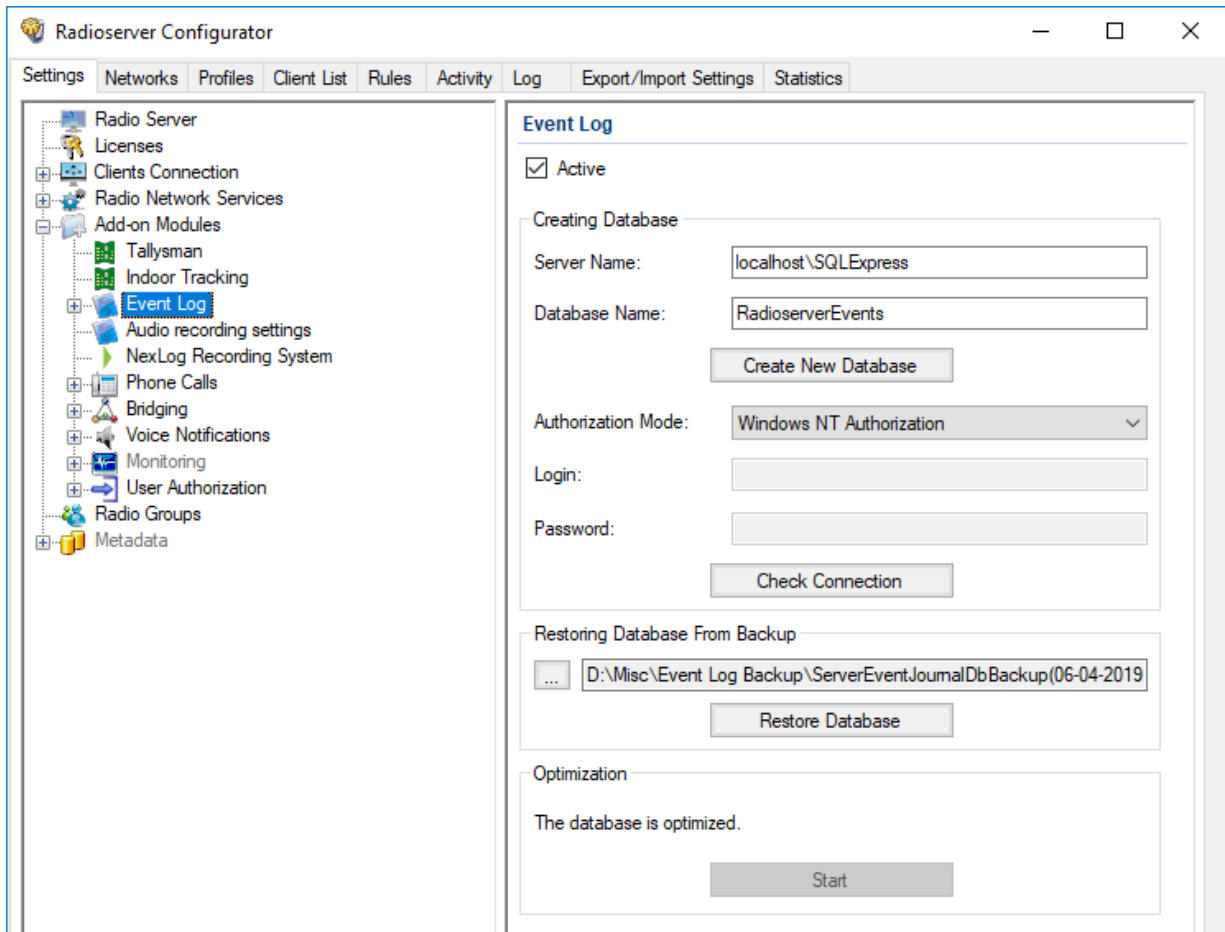 Radioserver Configurator
Settings Networks Profiles Client List Rules Activity Log Export/Import Settings Statistics
Radio Server
Licenses
Clients Connection
Radio Network Services
Add-on Modules
Tallysman
Indoor Tracking
Event Log
Audio recording settings
NexLog Recording System
Phone Calls
Bridging
Voice Notifications
Monitoring
User Authorization
Radio Groups
Metadata
Event Log
Active
Creating Database
Server Name: localhost\SQLExpress
Database Name: RadioserverEvents
Create New Database
Authorization Mode: Windows NT Authorization
Login:
Password:
Check Connection
Restoring Database From Backup
... D:\Misc\Event Log Backup\ServerEventJournalDbBackup(06-04-2019
Restore Database
Optimization
The database is optimized.
Start